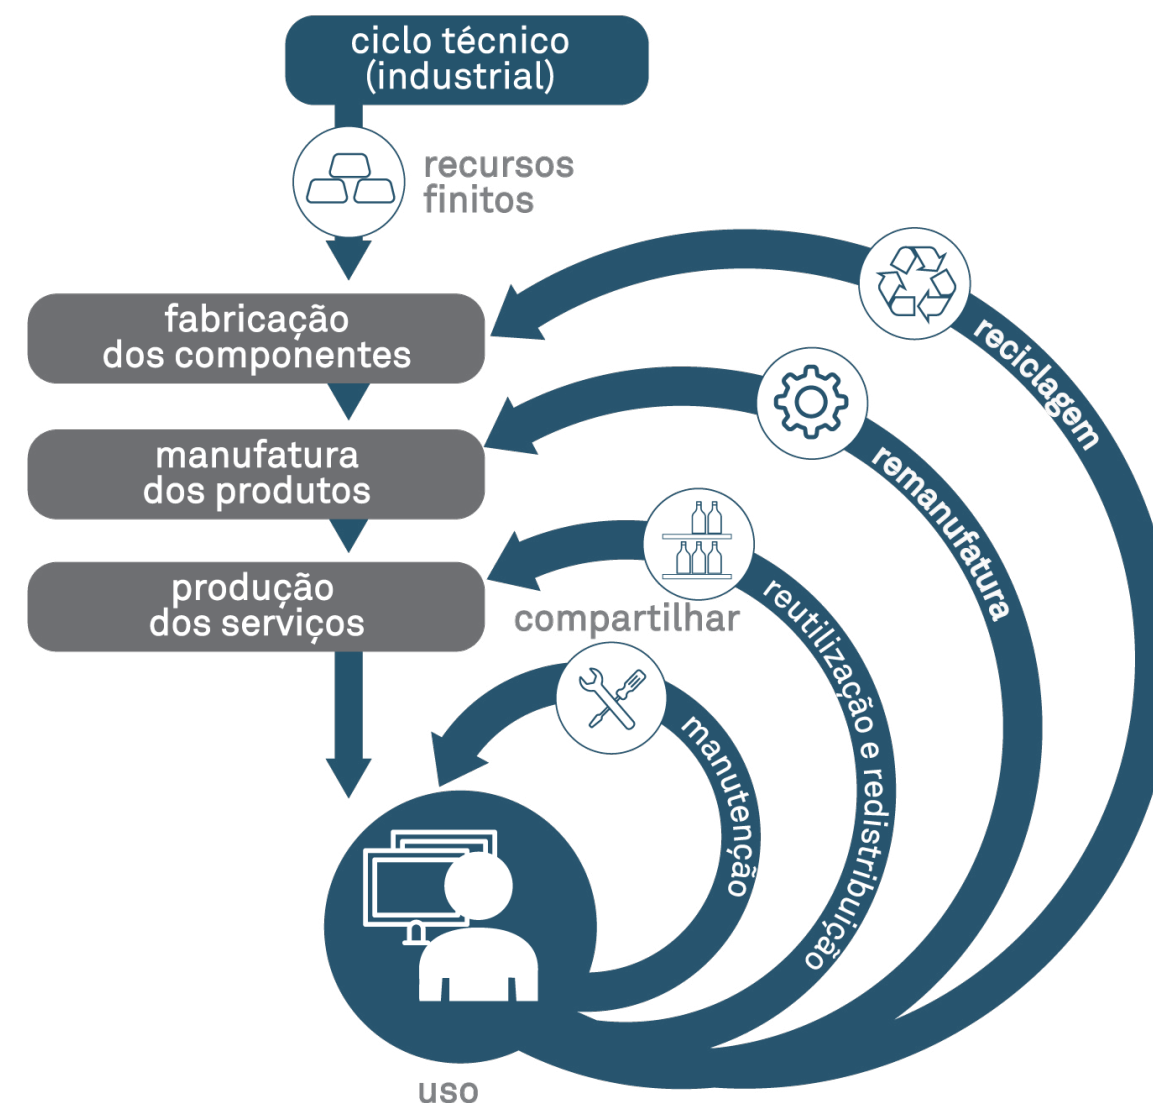 ciclo técnico
(industrial)
recursos
finitos
fabricação
dos componentes
reciclagem
manufatura
dos produtos
remanufatura
produção
dos serviços
compartilhar
reutilização e redistribuição
manutenção
uso